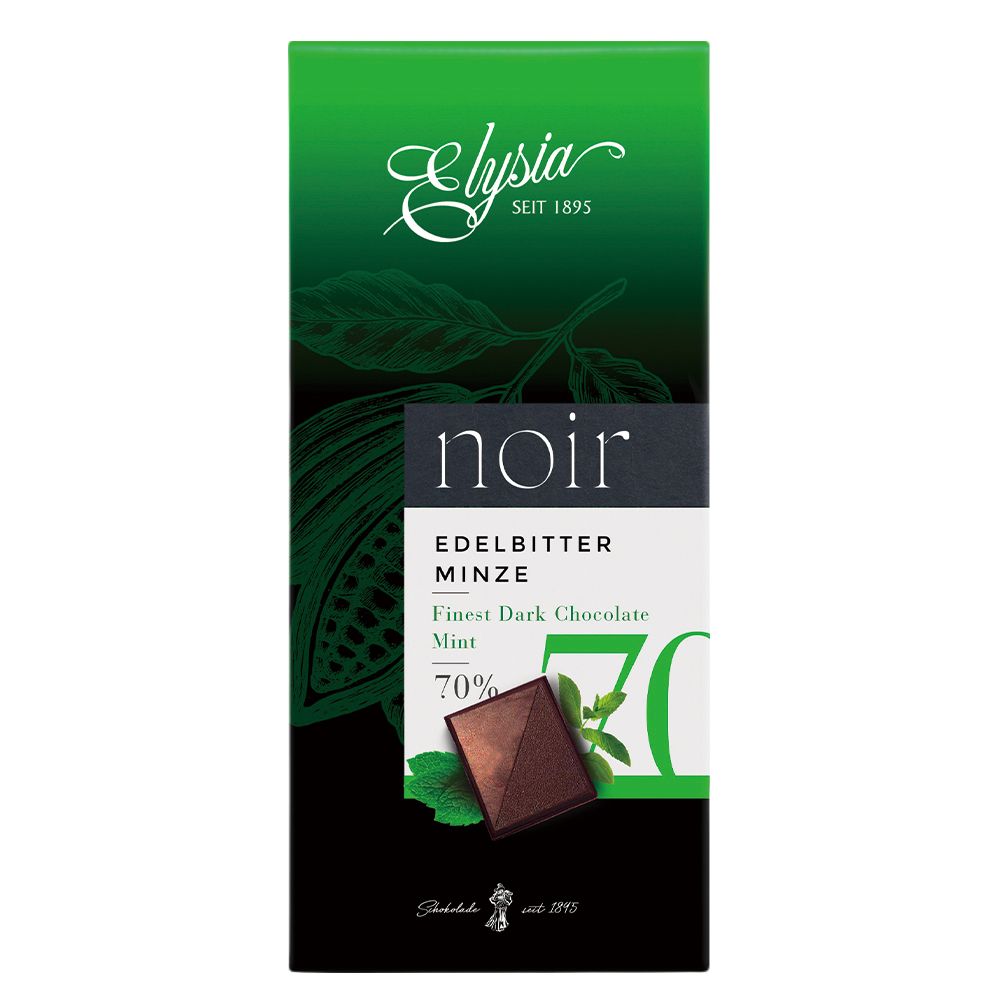 Elysia
SEIT 1895
noir
EDELBITTER
MINZE
Finest Dark Chocolate
Mint
70%
70
Schokolade seit 1895